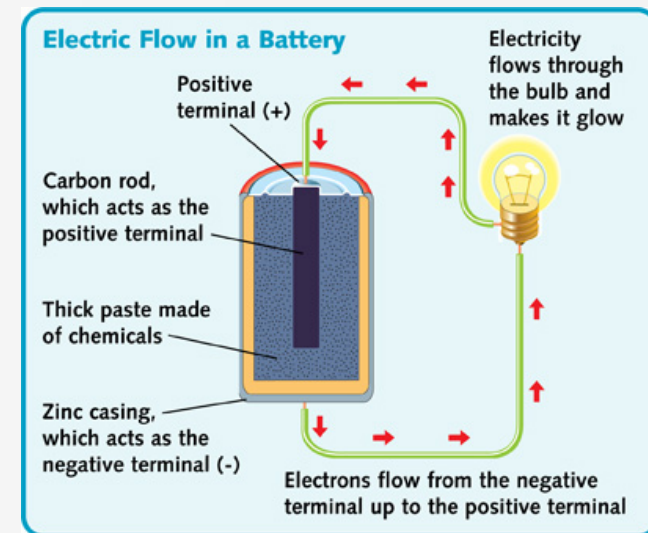 Electric Flow in a Battery
Positive
terminal (+)
Electricity
flows through
the bulb and
makes it glow
Carbon rod,
which acts as the
positive terminal
Thick paste made
of chemicals
Zinc casing,
which acts as the
negative terminal (-)
Electrons flow from the negative
terminal up to the positive terminal